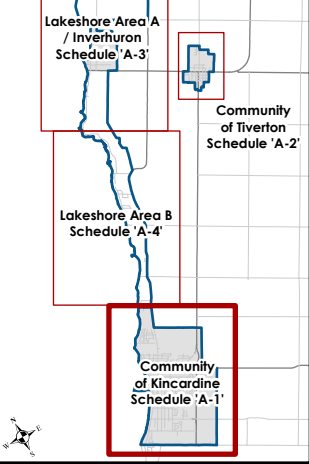 Lakeshore Area A
/ Inverhuron
Schedule 'A-3'
Community
of Tiverton
Schedule 'A-2'
Lakeshore Area B
Schedule 'A-4'
Community
of Kincardine
Schedule 'A-1'
N
E
W
S